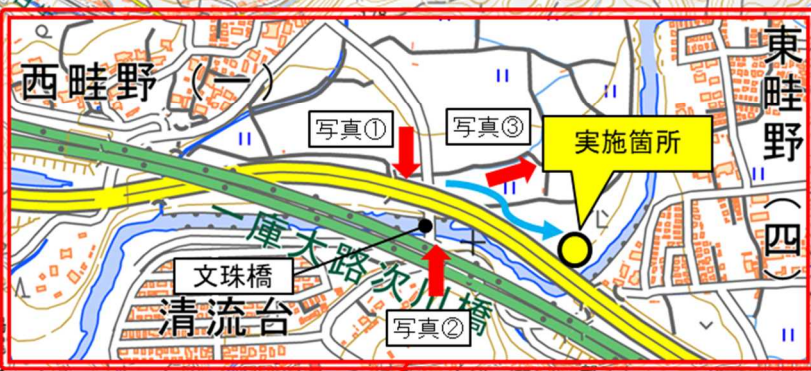 西畦野(一)
東畦野(四)
写真①
写真③
実施箇所
文珠橋
一庫大路次川橋
清流台
写真②